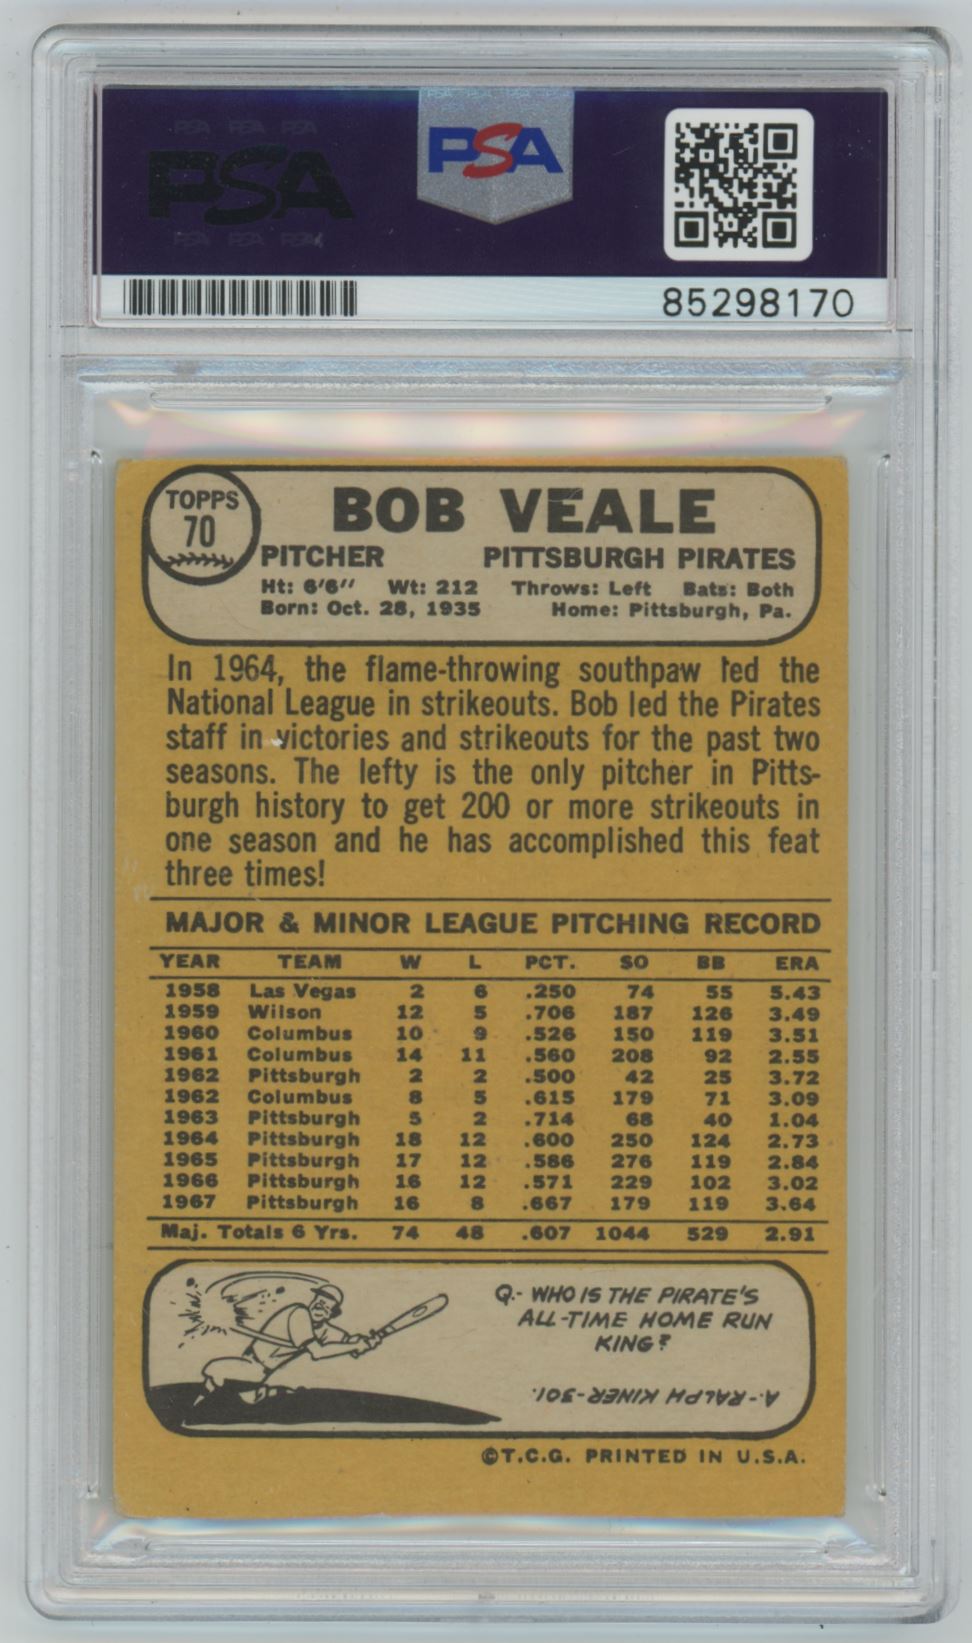 PSA PSA PSA
PSA
PSA PSA PSA
PSA
85298170
TOPPS
70
BOB VEALE
PITCHER PITTSBURGH PIRATES
Ht: 6'6" Wt: 212 Throws: Left Bats: Both
Born: Oct. 28, 1935 Home: Pittsburgh, Pa.
In 1964, the flame-throwing southpaw led the
National League in strikeouts. Bob led the Pirates
staff in victories and strikeouts for the past two
seasons. The lefty is the only pitcher in Pitts-
burgh history to get 200 or more strikeouts in
one season and he has accomplished this feat
three times!
MAJOR & MINOR LEAGUE PITCHING RECORD
YEAR TEAM W L PCT. SO BB ERA
1958 Las Vegas 2 6 .250 74 55 5.43
1959 Wilson 12 5 .706 187 126 3.49
1960 Columbus 10 9 .526 150 119 3.51
1961 Columbus 14 11 .560 208 92 2.55
1962 Pittsburgh 2 2 .500 42 25 3.72
1962 Columbus 8 5 .615 179 71 3.09
1963 Pittsburgh 5 2 .714 68 40 1.04
1964 Pittsburgh 18 12 .600 250 124 2.73
1965 Pittsburgh 17 12 .586 276 119 2.84
1966 Pittsburgh 16 12 .571 229 102 3.02
1967 Pittsburgh 16 8 .667 179 119 3.64
Maj. Totals 6 Yrs. 74 48 .607 1044 529 2.91
Q.- WHO IS THE PIRATE'S
ALL-TIME HOME RUN
KING?
A.- RALPH KINER-301.
©T.C.G. PRINTED IN U.S.A.